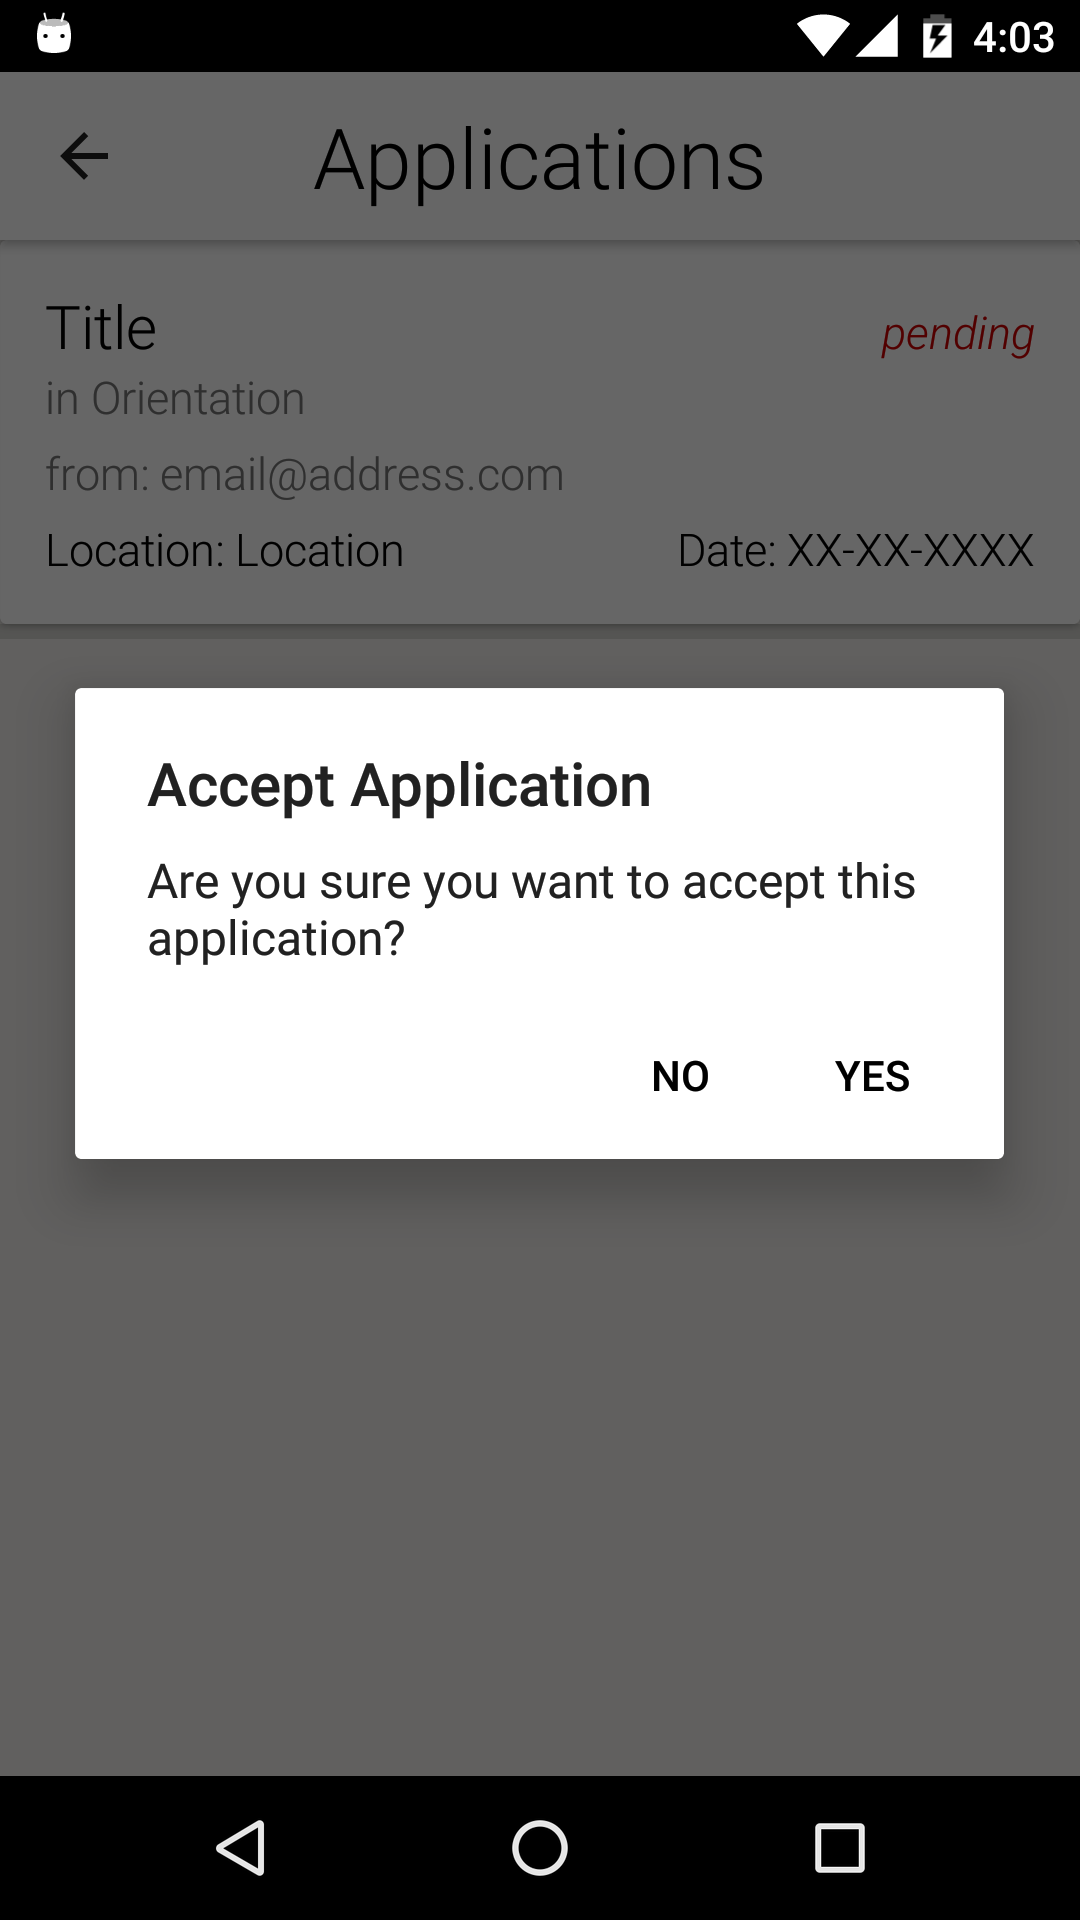 4:03
Applications
Title
pending
in Orientation
from: email@address.com
Location: Location
Date: XX-XX-XXXX
Accept Application
Are you sure you want to accept this
application?
NO
YES